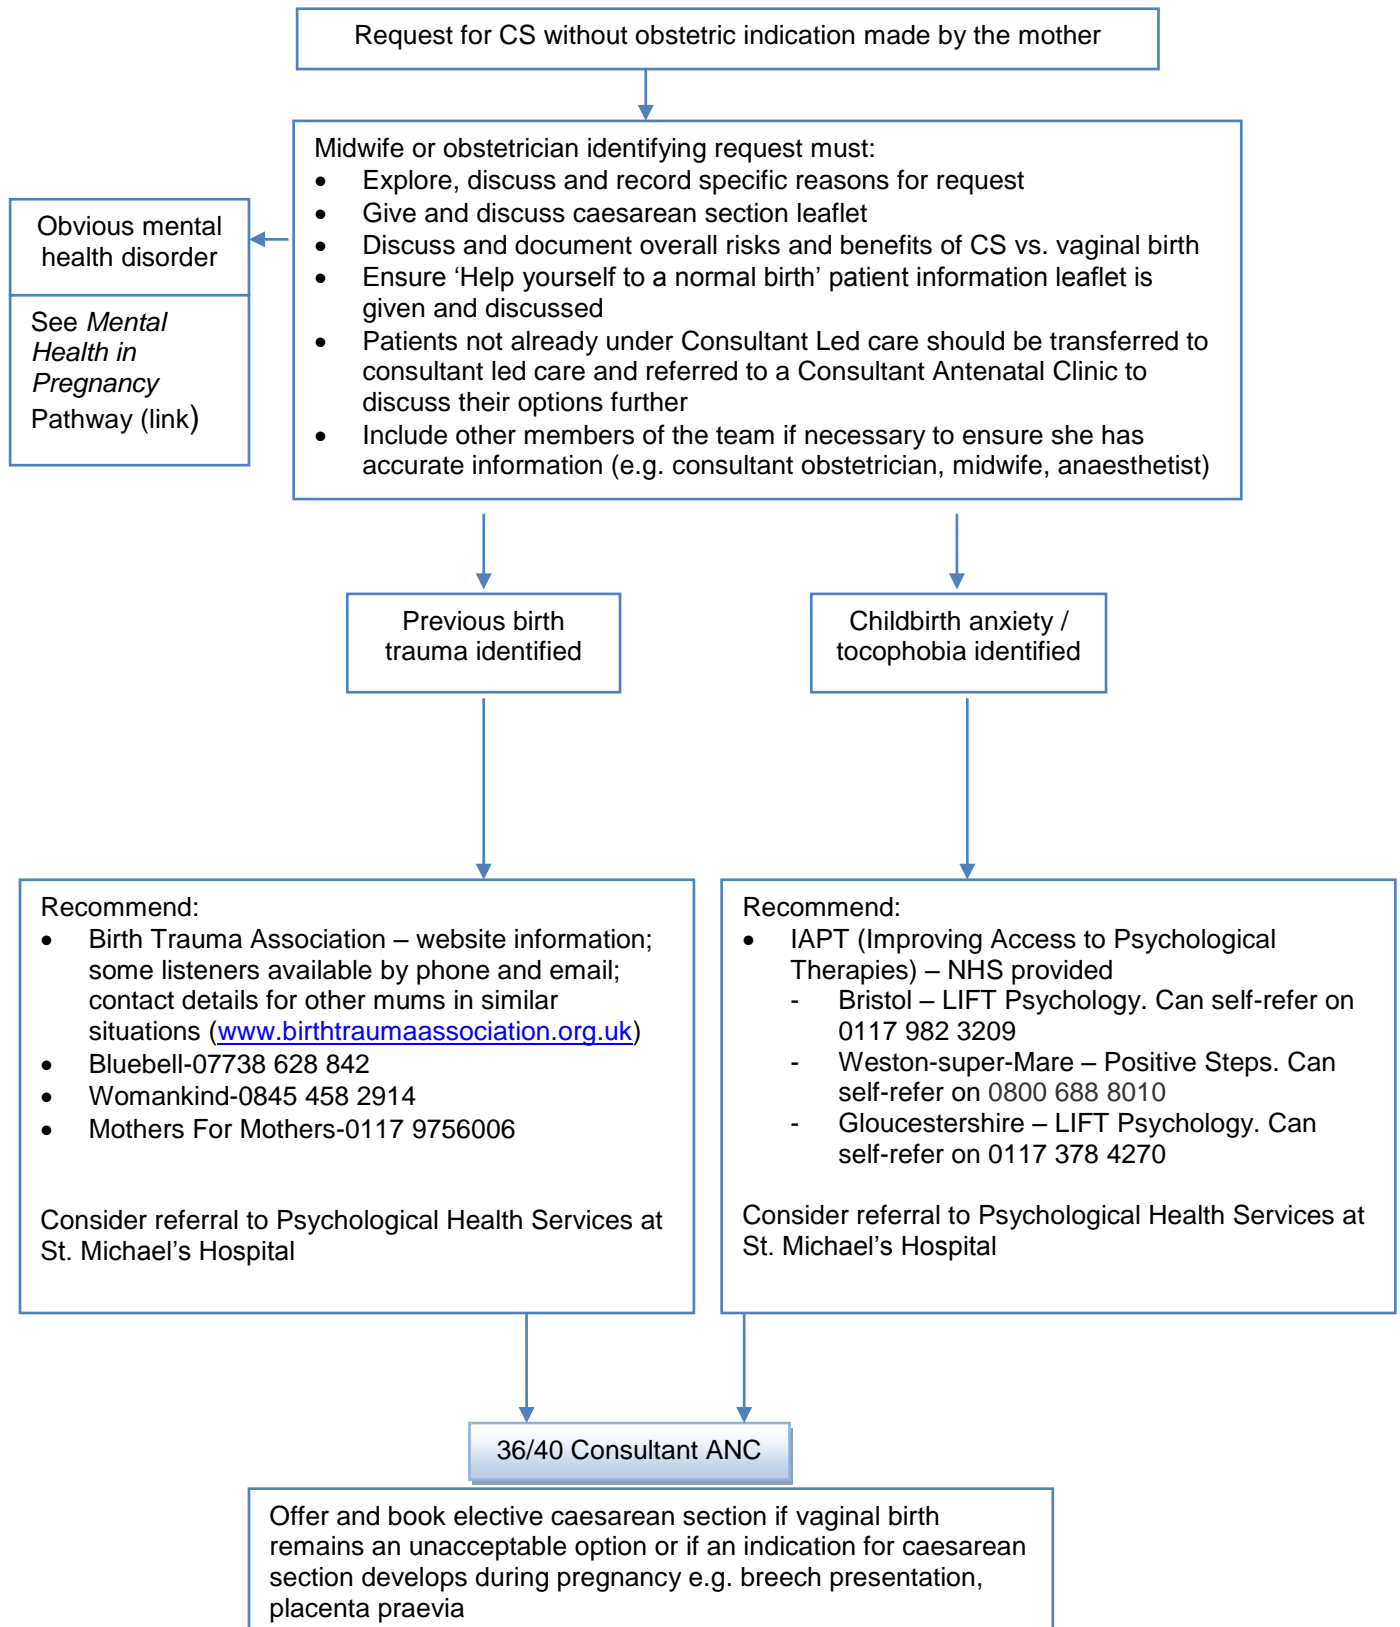 Request for CS without obstetric indication made by the mother
Midwife or obstetrician identifying request must:
• Explore, discuss and record specific reasons for request
• Give and discuss caesarean section leaflet
• Discuss and document overall risks and benefits of CS vs. vaginal birth
• Ensure ‘Help yourself to a normal birth’ patient information leaflet is
given and discussed
• Patients not already under Consultant Led care should be transferred to
consultant led care and referred to a Consultant Antenatal Clinic to
discuss their options further
• Include other members of the team if necessary to ensure she has
accurate information (e.g. consultant obstetrician, midwife, anaesthetist)
Obvious mental
health disorder
See Mental
Health in
Pregnancy
Pathway (link)
Previous birth
trauma identified
Childbirth anxiety /
tocophobia identified
Recommend:
• Birth Trauma Association – website information;
some listeners available by phone and email;
contact details for other mums in similar
situations (www.birthtraumaassociation.org.uk)
• Bluebell-07738 628 842
• Womankind-0845 458 2914
• Mothers For Mothers-0117 9756006
Consider referral to Psychological Health Services at
St. Michael’s Hospital
Recommend:
• IAPT (Improving Access to Psychological
Therapies) – NHS provided
- Bristol – LIFT Psychology. Can self-refer on
0117 982 3209
- Weston-super-Mare – Positive Steps. Can
self-refer on 0800 688 8010
- Gloucestershire – LIFT Psychology. Can
self-refer on 0117 378 4270
Consider referral to Psychological Health Services at
St. Michael’s Hospital
36/40 Consultant ANC
Offer and book elective caesarean section if vaginal birth
remains an unacceptable option or if an indication for caesarean
section develops during pregnancy e.g. breech presentation,
placenta praevia